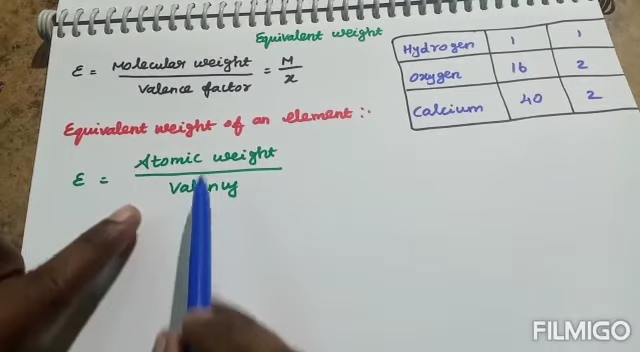 Equivalent weight
E = Molecular weight / Valence factor = M / x
Equivalent weight of an element :-
E = Atomic weight / Valency
Hydrogen 1 1
Oxygen 16 2
Calcium 40 2
FILMIGO